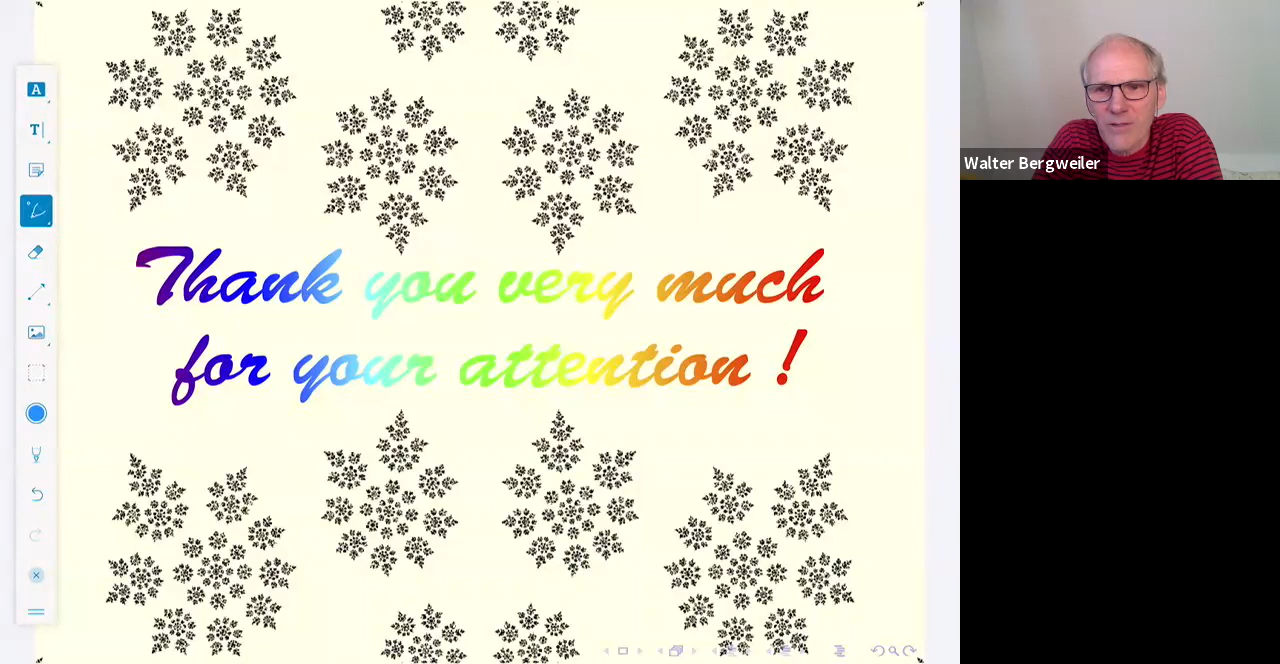 Thank you very much
for your attention !
Walter Bergweiler
A
T